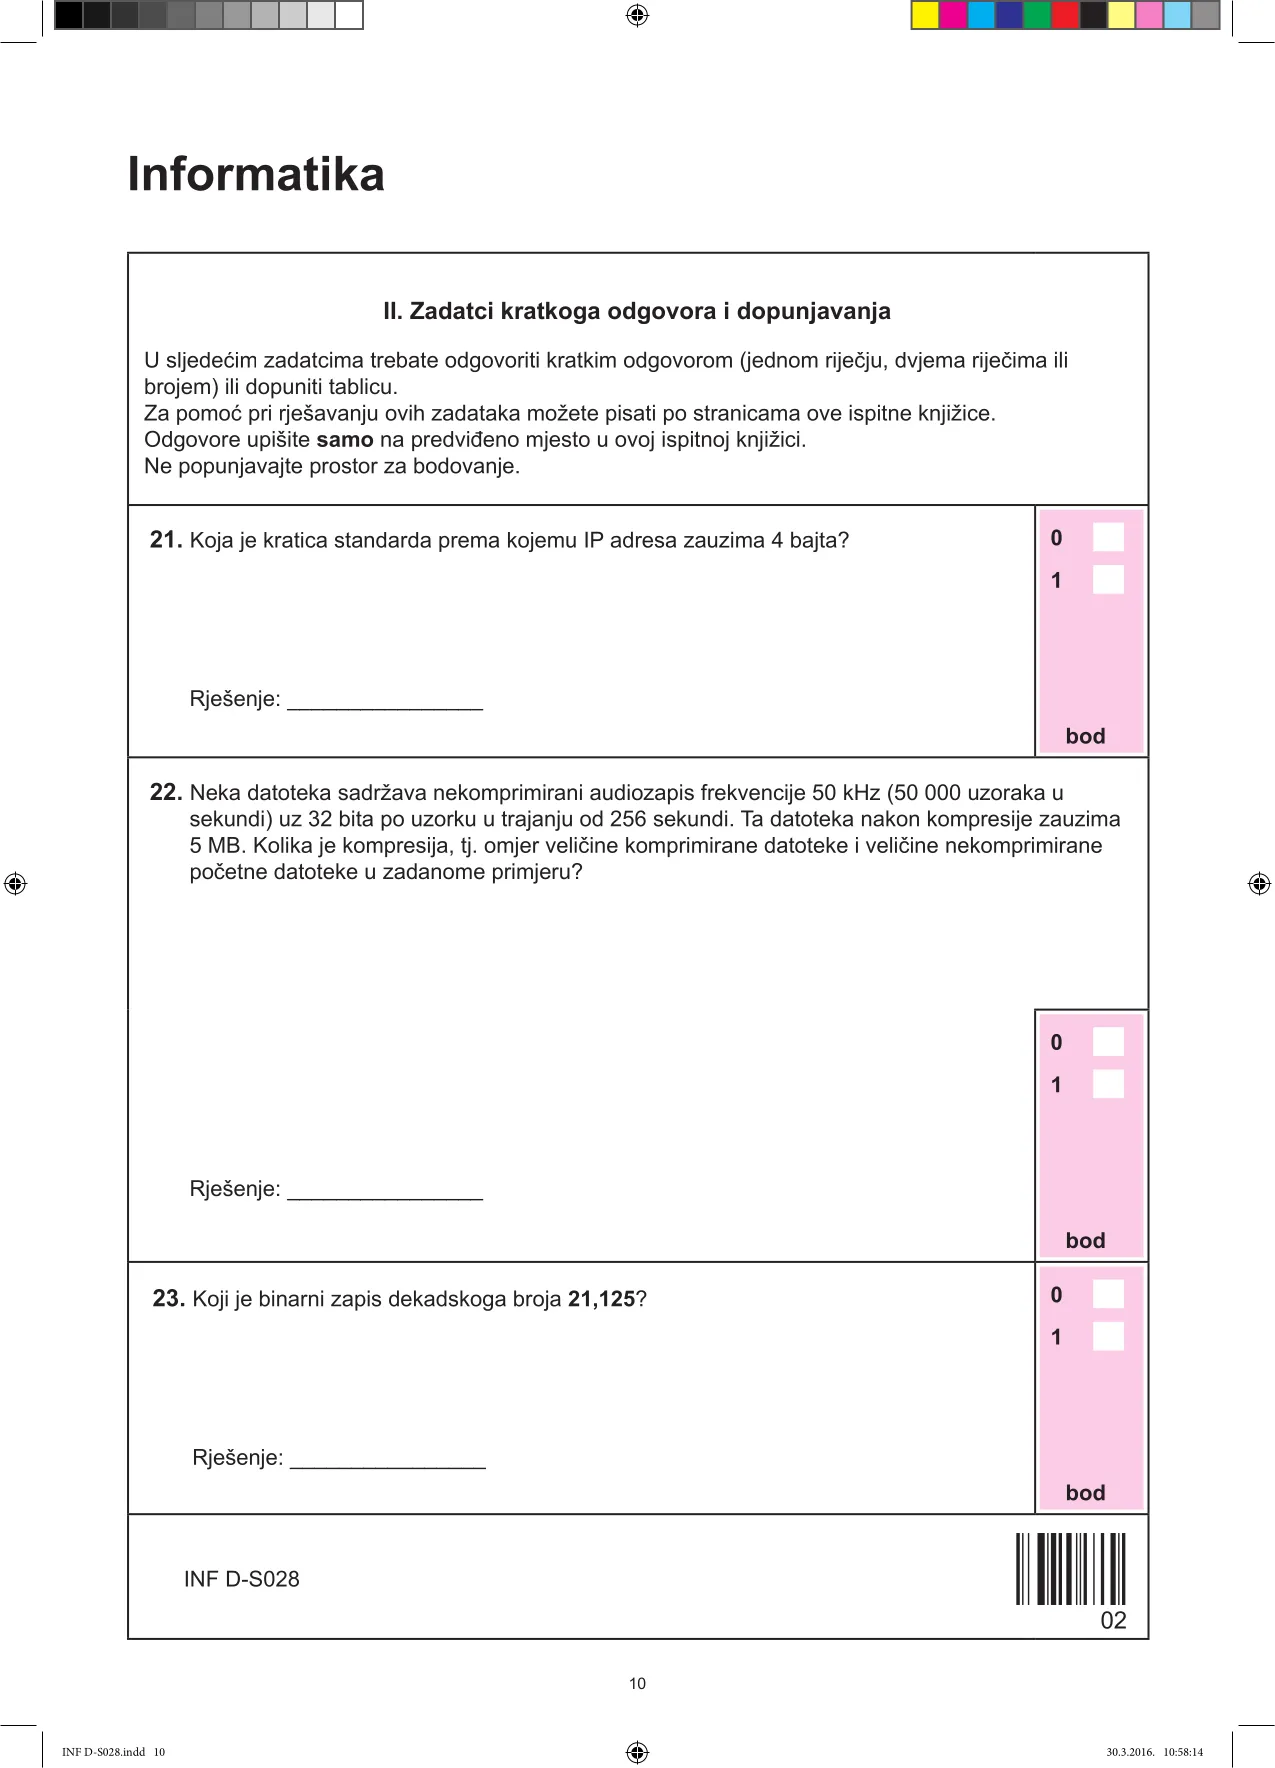 Informatika
II. Zadatci kratkoga odgovora i dopunjavanja
U sljedećim zadatcima trebate odgovoriti kratkim odgovorom (jednom riječju, dvjema riječima ili
brojem) ili dopuniti tablicu.
Za pomoć pri rješavanju ovih zadataka možete pisati po stranicama ove ispitne knjižice.
Odgovore upišite samo na predviđeno mjesto u ovoj ispitnoj knjižici.
Ne popunjavajte prostor za bodovanje.
21. Koja je kratica standarda prema kojemu IP adresa zauzima 4 bajta?
0
1
Rješenje: ________________
bod
22. Neka datoteka sadržava nekomprimirani audiozapis frekvencije 50 kHz (50 000 uzoraka u
sekundi) uz 32 bita po uzorku u trajanju od 256 sekundi. Ta datoteka nakon kompresije zauzima
5 MB. Kolika je kompresija, tj. omjer veličine komprimirane datoteke i veličine nekomprimirane
početne datoteke u zadanome primjeru?
0
1
Rješenje: ________________
bod
23. Koji je binarni zapis dekadskoga broja 21,125?
0
1
Rješenje: ________________
bod
INF D-S028
02
10
INF D-S028.indd 10
30.3.2016. 10:58:14